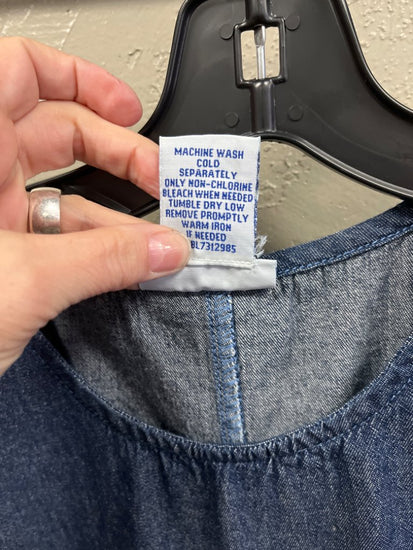 MACHINE WASH
COLD
SEPARATELY
ONLY NON-CHLORINE
BLEACH WHEN NEEDED
TUMBLE DRY LOW
REMOVE PROMPTLY
WARM IRON
IF NEEDED
BL7312985